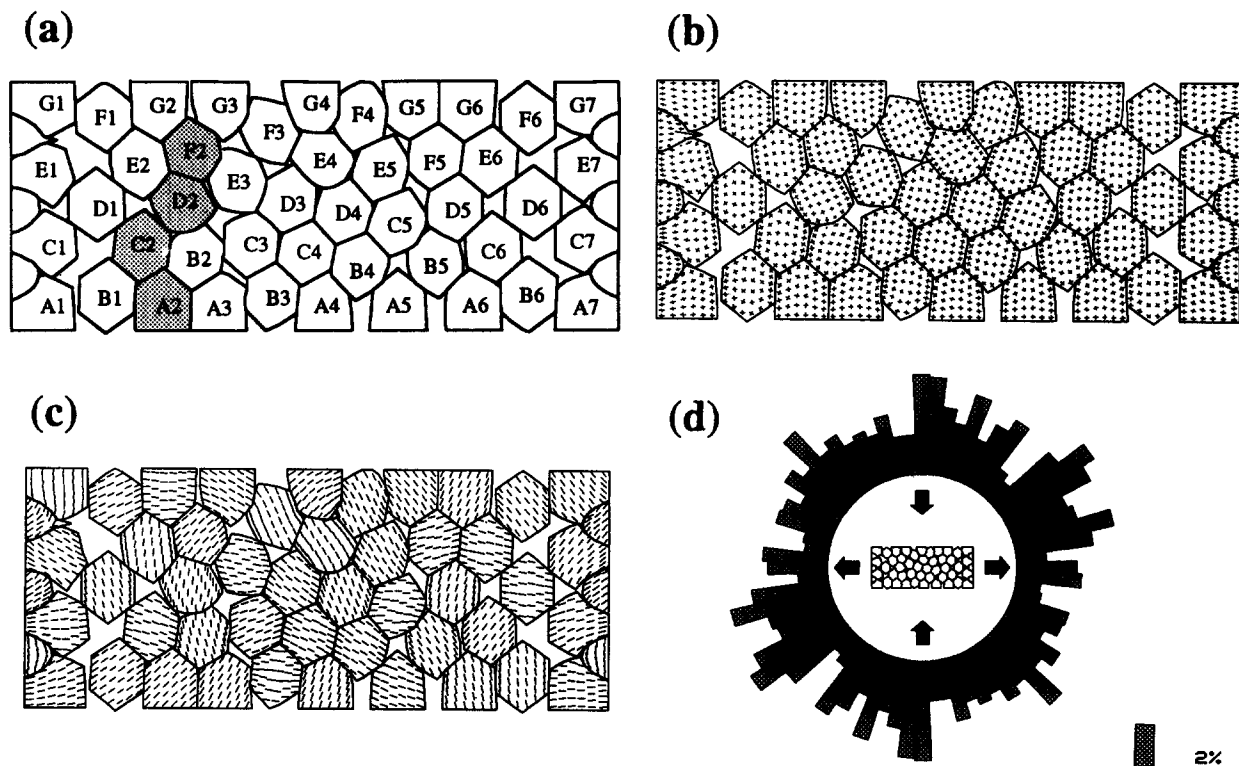 (a)
G1 G2 G3 G4 G5 G6 G7
F1 F2 F3 F4 F5 F6
E1 E2 E3 E4 E5 E6 E7
D1 D2 D3 D4 D5 D6
C1 C2 C3 C4 C5 C6 C7
B1 B2 B3 B4 B5 B6
A1 A2 A3 A4 A5 A6 A7
(b)
(c)
(d)
2%